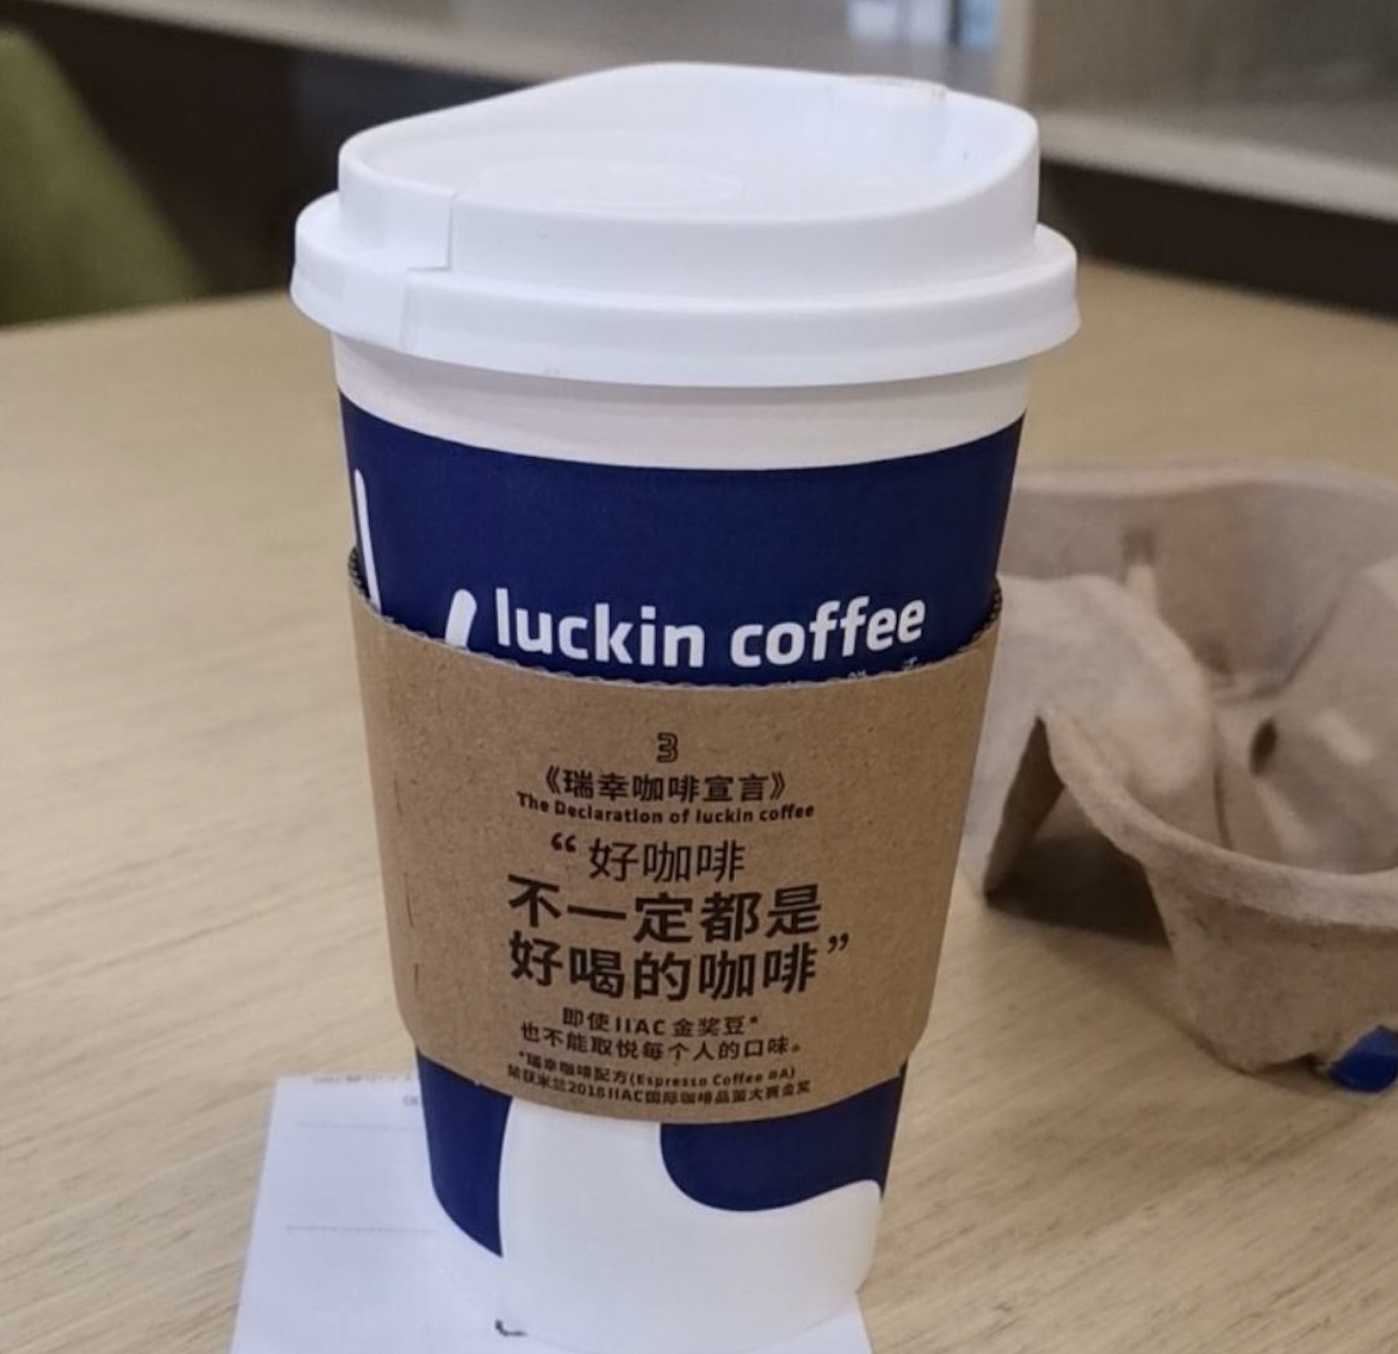 luckin coffee
3
《瑞幸咖啡宣言》
The Declaration of luckin coffee
“好咖啡
不一定都是
好喝的咖啡”
即使IIAC金奖豆*
也不能取悦每个人的口味。
*瑞幸咖啡配方(Espresso Coffee #A)
荣获米兰2018IIAC国际咖啡品鉴大赛金奖